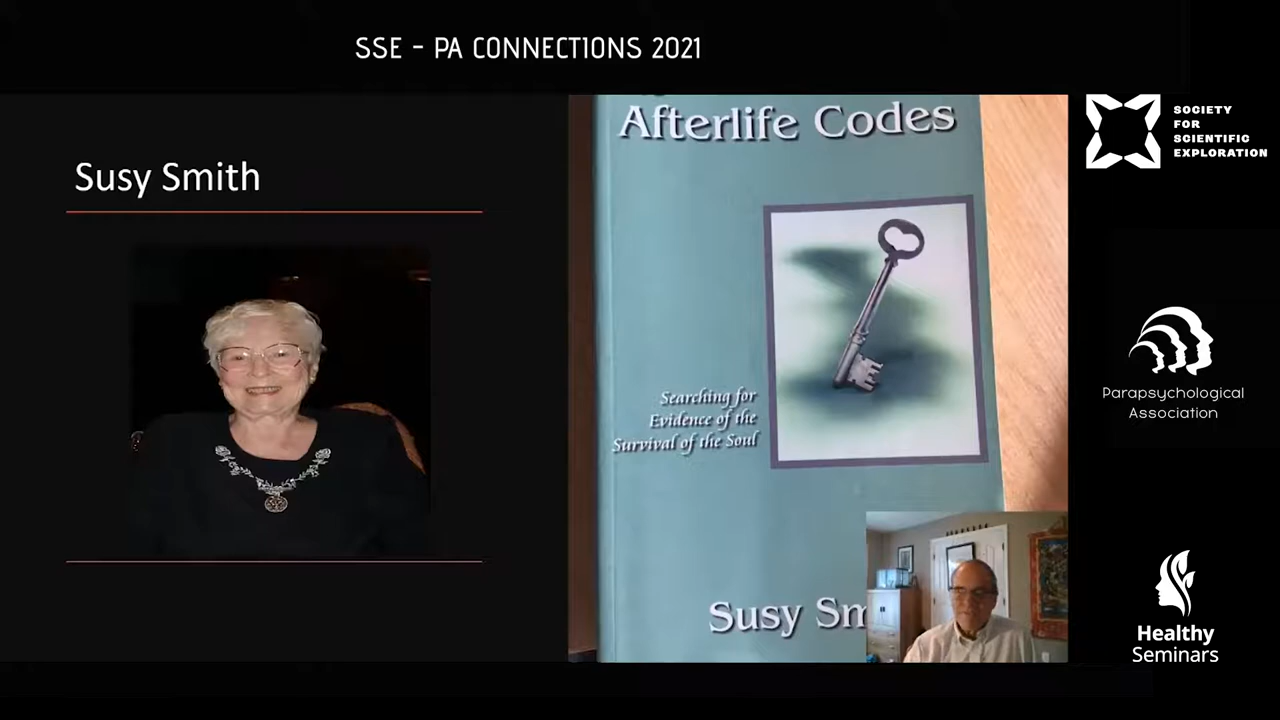 SSE - PA CONNECTIONS 2021
Susy Smith
Afterlife Codes
Searching for
Evidence of the
Survival of the Soul
Susy Sm
SOCIETY
FOR
SCIENTIFIC
EXPLORATION
Parapsychological
Association
Healthy
Seminars